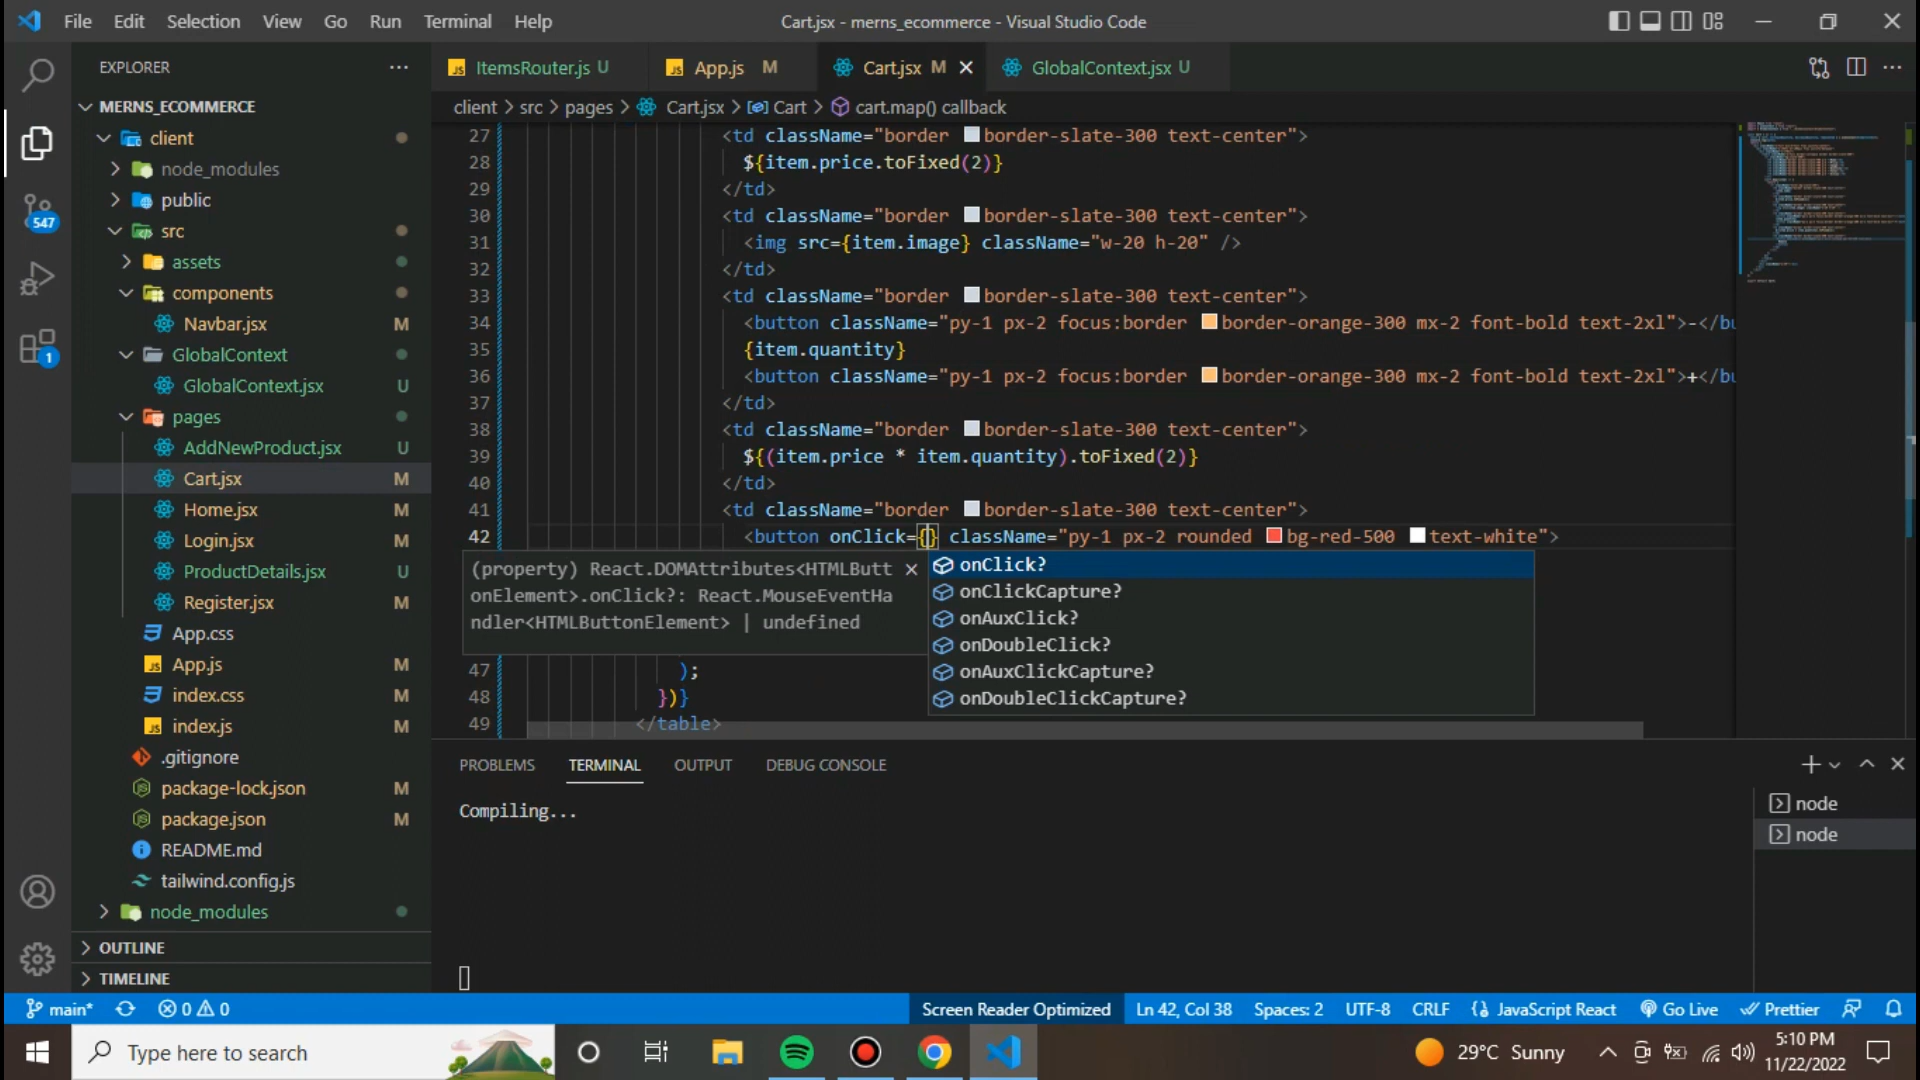 File Edit Selection View Go Run Terminal Help
Cart.jsx - merns_ecommerce - Visual Studio Code
EXPLORER
MERNS_ECOMMERCE
client
node_modules
public
src
assets
components
Navbar.jsx M
GlobalContext
GlobalContext.jsx U
pages
AddNewProduct.jsx U
Cart.jsx M
Home.jsx M
Login.jsx M
ProductDetails.jsx U
Register.jsx M
App.css
App.js M
index.css M
index.js M
.gitignore
package-lock.json M
package.json M
README.md
tailwind.config.js
node_modules
OUTLINE
TIMELINE
547
1
ItemsRouter.js U
App.js M
Cart.jsx M
GlobalContext.jsx U
client > src > pages > Cart.jsx > Cart > cart.map() callback
27 <td className="border border-slate-300 text-center">
28 ${item.price.toFixed(2)}
29 </td>
30 <td className="border border-slate-300 text-center">
31 <img src={item.image} className="w-20 h-20" />
32 </td>
33 <td className="border border-slate-300 text-center">
34 <button className="py-1 px-2 focus:border border-orange-300 mx-2 font-bold text-2xl">-</bu
35 {item.quantity}
36 <button className="py-1 px-2 focus:border border-orange-300 mx-2 font-bold text-2xl">+</bu
37 </td>
38 <td className="border border-slate-300 text-center">
39 ${(item.price * item.quantity).toFixed(2)}
40 </td>
41 <td className="border border-slate-300 text-center">
42 <button onClick={} className="py-1 px-2 rounded bg-red-500 text-white">
(property) React.DOMAttributes<HTMLButt
onElement>.onClick?: React.MouseEventHa
ndler<HTMLButtonElement> | undefined
onClick?
onClickCapture?
onAuxClick?
onDoubleClick?
onAuxClickCapture?
onDoubleClickCapture?
47 );
48 })}
49 </table>
PROBLEMS TERMINAL OUTPUT DEBUG CONSOLE
Compiling...
node
node
main* 0 0
Screen Reader Optimized Ln 42, Col 38 Spaces: 2 UTF-8 CRLF JavaScript React Go Live Prettier
Type here to search
29°C Sunny
5:10 PM
11/22/2022